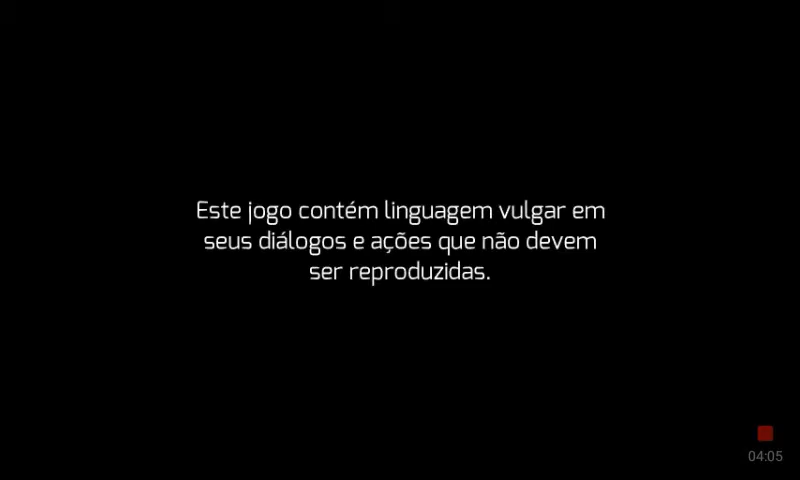 Este jogo contém linguagem vulgar em
seus diálogos e ações que não devem
ser reproduzidas.
04:05